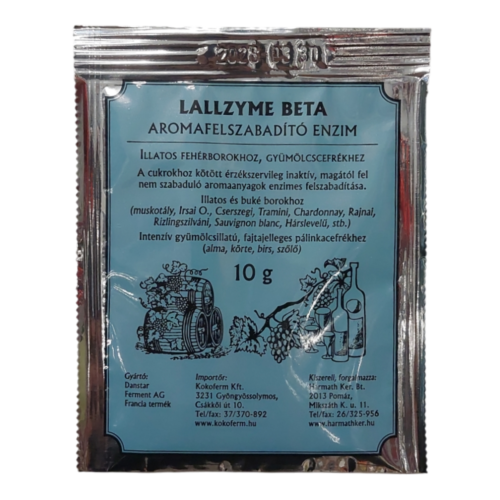 2023 03 30
LALLZYME BETA
AROMAFELSZABADÍTÓ ENZIM
ILLATOS FEHÉRBOROKHOZ, GYÜMÖLCSCEFRÉKHEZ
A cukrokhoz kötött érzékszervileg inaktív, magától fel
nem szabaduló aromaanyagok enzimes felszabadítása.
Illatos és buké borokhoz
(muskotály, Irsai O., Cserszegi, Tramini, Chardonnay, Rajnai,
Rizlingszilváni, Sauvignon blanc, Hárslevelű, stb.)
Intenzív gyümölcsillatú, fajtajelleges pálinkacefrékhez
(alma, körte, birs, szőlő)
10 g
Gyártó:
Danstar
Ferment AG
Francia termék
Importőr:
Kokoferm Kft.
3231 Gyöngyössolymos,
Csákkői út 10.
Tel/fax: 37/370-892
www.kokoferm.hu
Kiszereli, forgalmazza:
Harmath Ker. Bt.
2013 Pomáz,
Mikszáth K. u. 11.
Tel/fax: 26/325-956
www.harmathker.hu